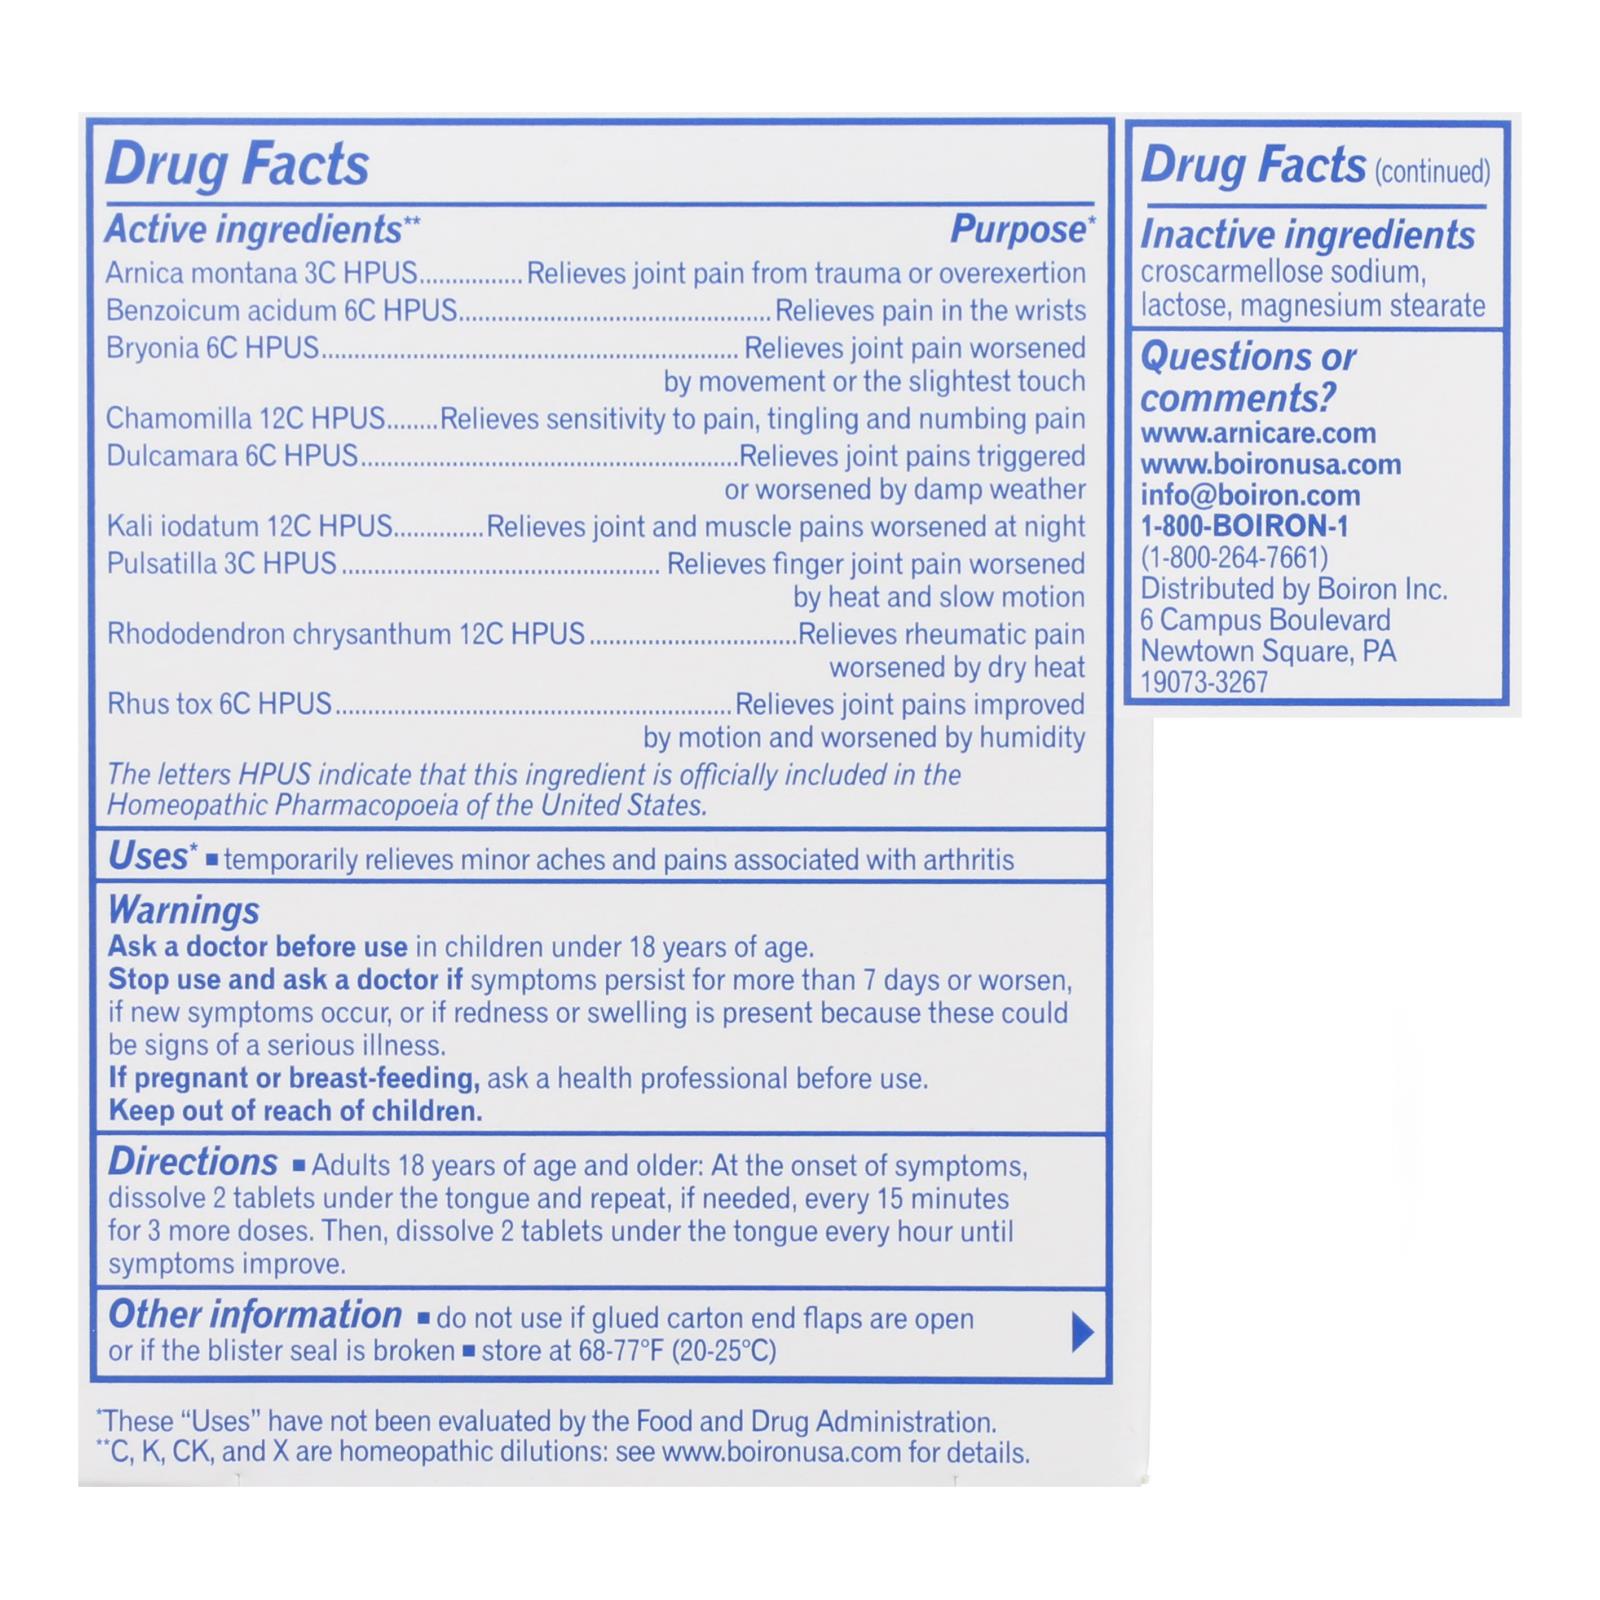 Drug Facts
Active ingredients** Purpose*
Arnica montana 3C HPUS................Relieves joint pain from trauma or overexertion
Benzoicum acidum 6C HPUS................Relieves pain in the wrists
Bryonia 6C HPUS................Relieves joint pain worsened
by movement or the slightest touch
Chamomilla 12C HPUS........Relieves sensitivity to pain, tingling and numbing pain
Dulcamara 6C HPUS................Relieves joint pains triggered
or worsened by damp weather
Kali iodatum 12C HPUS..............Relieves joint and muscle pains worsened at night
Pulsatilla 3C HPUS................Relieves finger joint pain worsened
by heat and slow motion
Rhododendron chrysanthum 12C HPUS................Relieves rheumatic pain
worsened by dry heat
Rhus tox 6C HPUS................Relieves joint pains improved
by motion and worsened by humidity
The letters HPUS indicate that this ingredient is officially included in the
Homeopathic Pharmacopoeia of the United States.
Uses* ■ temporarily relieves minor aches and pains associated with arthritis
Warnings
Ask a doctor before use in children under 18 years of age.
Stop use and ask a doctor if symptoms persist for more than 7 days or worsen,
if new symptoms occur, or if redness or swelling is present because these could
be signs of a serious illness.
If pregnant or breast-feeding, ask a health professional before use.
Keep out of reach of children.
Directions ■ Adults 18 years of age and older: At the onset of symptoms,
dissolve 2 tablets under the tongue and repeat, if needed, every 15 minutes
for 3 more doses. Then, dissolve 2 tablets under the tongue every hour until
symptoms improve.
Other information ■ do not use if glued carton end flaps are open
or if the blister seal is broken ■ store at 68-77°F (20-25°C)
*These “Uses” have not been evaluated by the Food and Drug Administration.
**C, K, CK, and X are homeopathic dilutions: see www.boironusa.com for details.
Drug Facts (continued)
Inactive ingredients
croscarmellose sodium,
lactose, magnesium stearate
Questions or
comments?
www.arnicare.com
www.boironusa.com
info@boiron.com
1-800-BOIRON-1
(1-800-264-7661)
Distributed by Boiron Inc.
6 Campus Boulevard
Newtown Square, PA
19073-3267